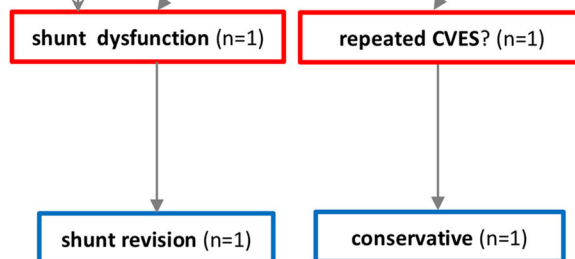 shunt dysfunction (n=1)
repeated CVES? (n=1)
shunt revision (n=1)
conservative (n=1)